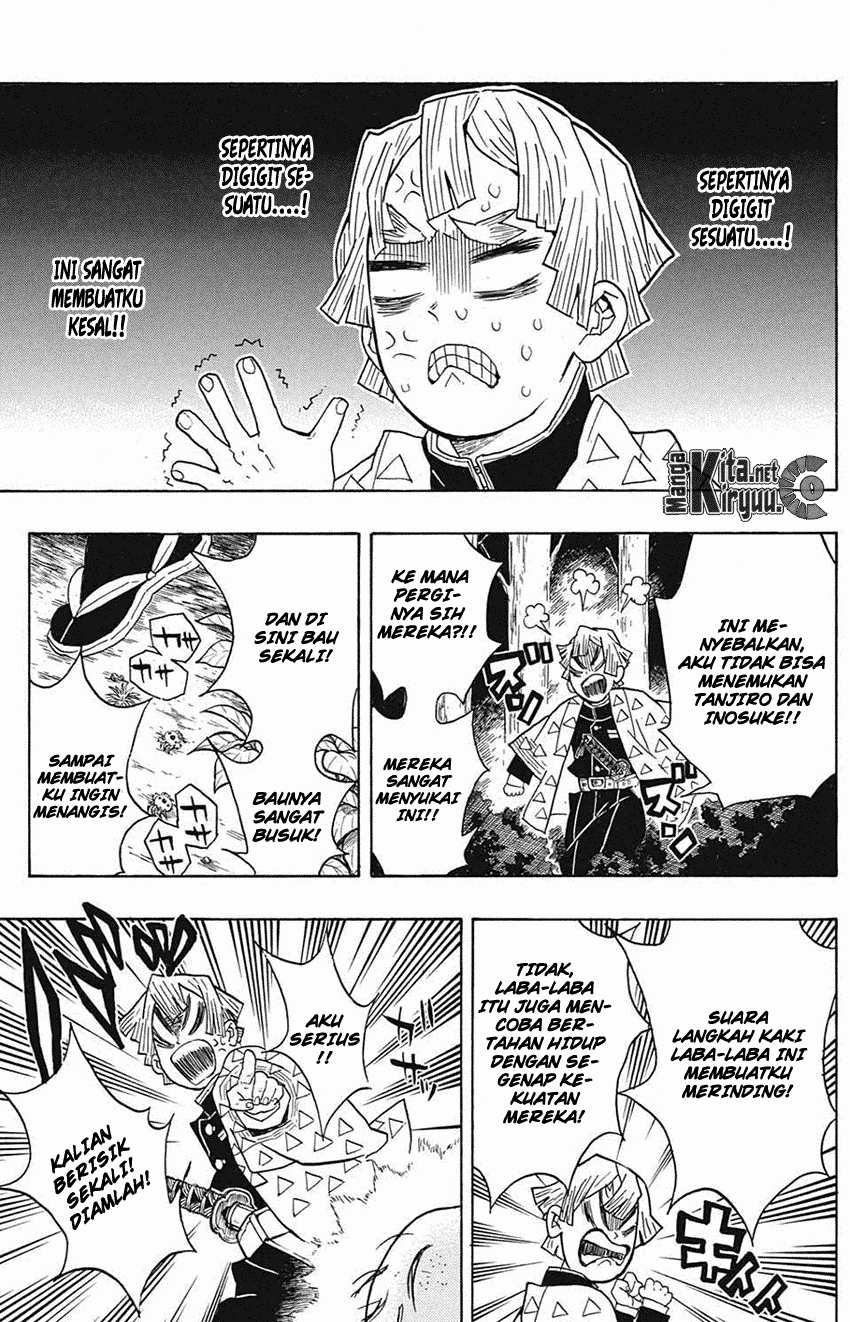 SEPERTINYA
DIGIGIT
SESUATU....!
SEPERTINYA
DIGIGIT SE-
SUATU....!
INI SANGAT
MEMBUATKU
KESAL!!
MangaKita.net
Kiryuu.CO
INI ME-
NYEBALKAN,
AKU TIDAK BISA
MENEMUKAN
TANJIRO DAN
INOSUKE!!
KE MANA
PERGI-
NYA SIH
MEREKA?!!
MEREKA
SANGAT
MENYUKAI
INI!!
DAN DI
SINI BAU
SEKALI!
BAUNYA
SANGAT
BUSUK!
SAMPAI
MEMBUAT-
KU INGIN
MENANGIS!
SUARA
LANGKAH KAKI
LABA-LABA INI
MEMBUATKU
MERINDING!
TIDAK,
LABA-LABA
ITU JUGA MEN-
COBA BER-
TAHAN HIDUP
DENGAN SE-
GENAP KE-
KUATAN
MEREKA!
AKU
SERIUS
!!
KALIAN
BERISIK
SEKALI!
DIAMLAH!